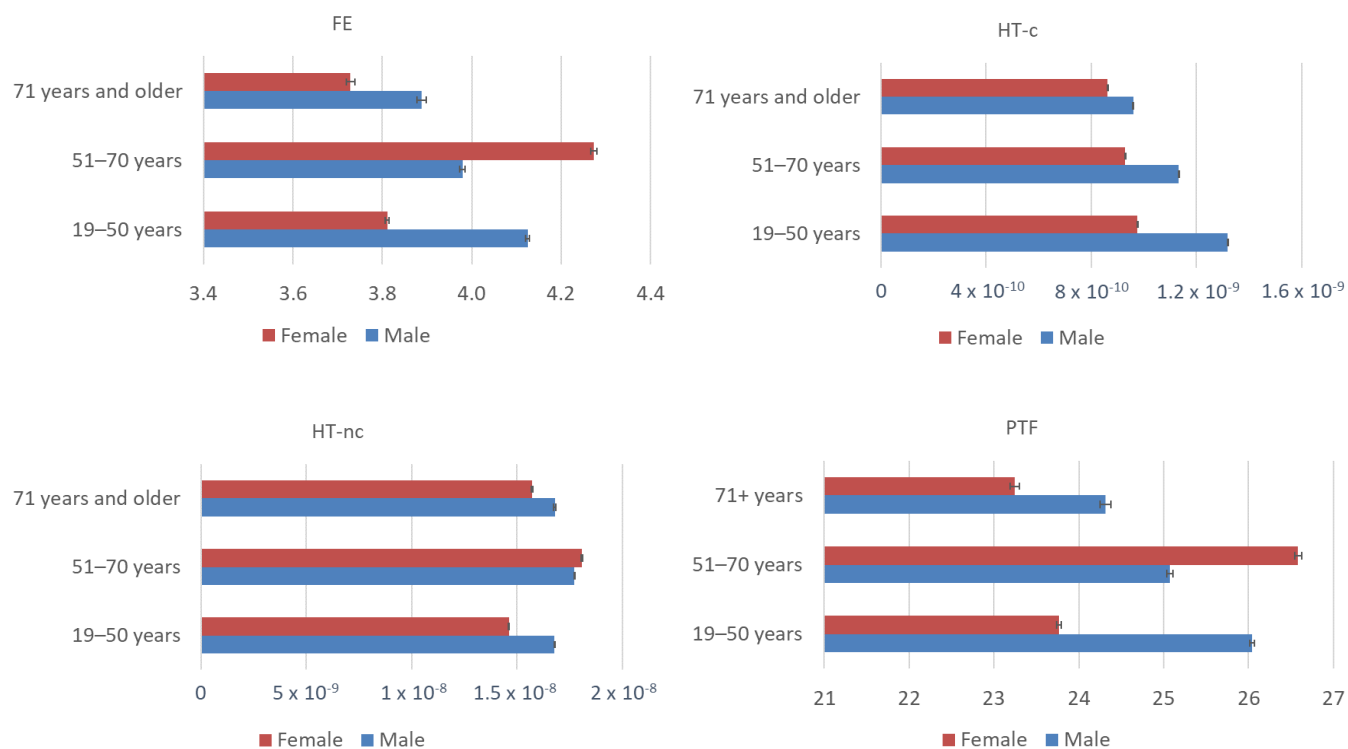 FE
71 years and older
51–70 years
19–50 years
3.4 3.6 3.8 4.0 4.2 4.4
Female Male
HT-c
71 years and older
51–70 years
19–50 years
0 4 x 10⁻¹⁰ 8 x 10⁻¹⁰ 1.2 x 10⁻⁹ 1.6 x 10⁻⁹
Female Male
HT-nc
71 years and older
51–70 years
19–50 years
0 5 x 10⁻⁹ 1 x 10⁻⁸ 1.5 x 10⁻⁸ 2 x 10⁻⁸
Female Male
PTF
71+ years
51–70 years
19–50 years
21 22 23 24 25 26 27
Female Male